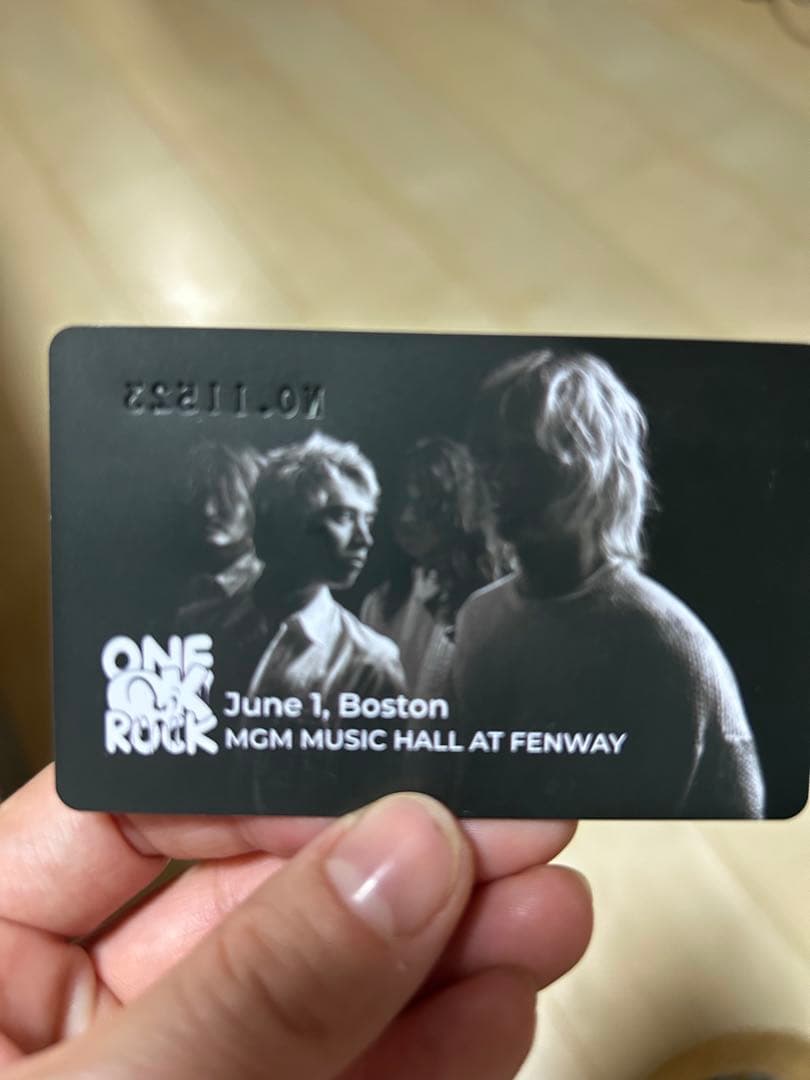 NO.11523
ONE
OK
ROCK
June 1, Boston
MGM MUSIC HALL AT FENWAY